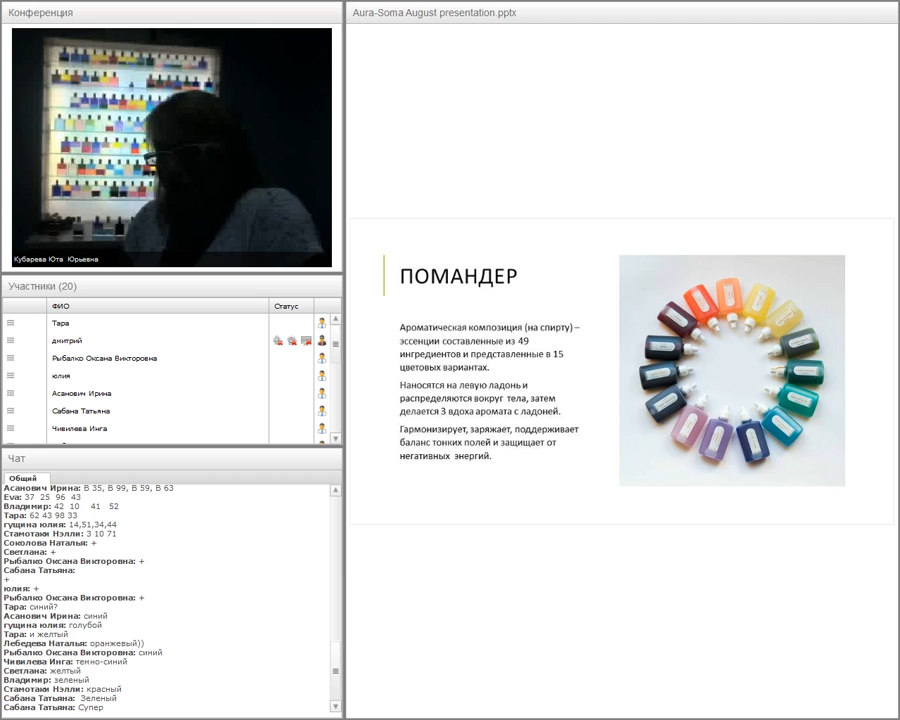 Конференция
Кубарева Юта Юрьевна
Участники (20)
ФИО
Статус
Тара
дмитрий
Рыбалко Оксана Викторовна
юлия
Асанович Ирина
Сабана Татьяна
Чивилева Инга
Чат
Общий
Асанович Ирина: В 35, В 99, В 59, В 63
Eva: 37 25 96 43
Владимир: 42 10 41 52
Тара: 62 43 98 33
гущина юлия: 14,51,34,44
Стамотаки Нэлли: 3 10 71
Соколова Наталья: +
Светлана: +
Рыбалко Оксана Викторовна: +
Сабана Татьяна:
+
юлия: +
Рыбалко Оксана Викторовна: +
Тара: синий?
Асанович Ирина: синий
гущина юлия: голубой
Тара: и желтый
Лебедева Наталья: оранжевый))
Рыбалко Оксана Викторовна: синий
Чивилева Инга: темно-синий
Светлана: желтый
Владимир: зеленый
Стамотаки Нэлли: красный
Сабана Татьяна: Зеленый
Сабана Татьяна: Супер
Aura-Soma August presentation.pptx
ПОМАНДЕР
Ароматическая композиция (на спирту) –
эссенции составленные из 49
ингредиентов и представленные в 15
цветовых вариантах.
Наносятся на левую ладонь и
распределяются вокруг тела, затем
делается 3 вдоха аромата с ладоней.
Гармонизирует, заряжает, поддерживает
баланс тонких полей и защищает от
негативных энергий.